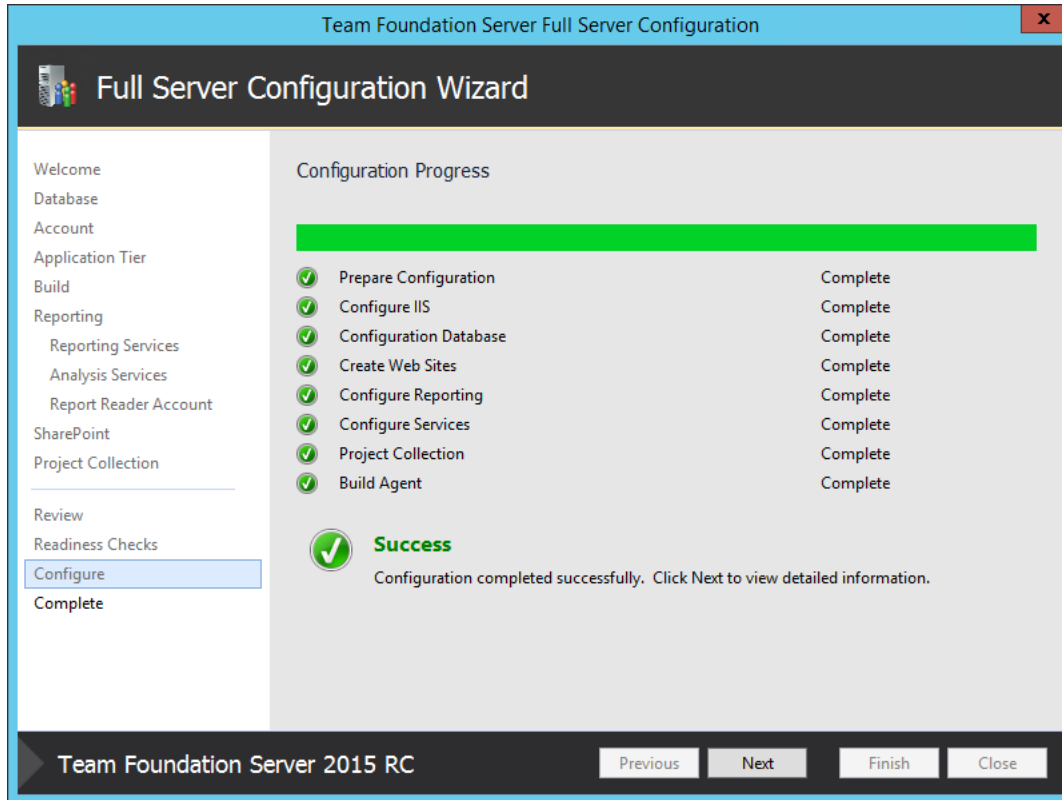 Team Foundation Server Full Server Configuration
x
Full Server Configuration Wizard
Welcome
Database
Account
Application Tier
Build
Reporting
Reporting Services
Analysis Services
Report Reader Account
SharePoint
Project Collection
Review
Readiness Checks
Configure
Complete
Configuration Progress
Prepare Configuration Complete
Configure IIS Complete
Configuration Database Complete
Create Web Sites Complete
Configure Reporting Complete
Configure Services Complete
Project Collection Complete
Build Agent Complete
Success
Configuration completed successfully. Click Next to view detailed information.
Team Foundation Server 2015 RC
Previous Next Finish Close